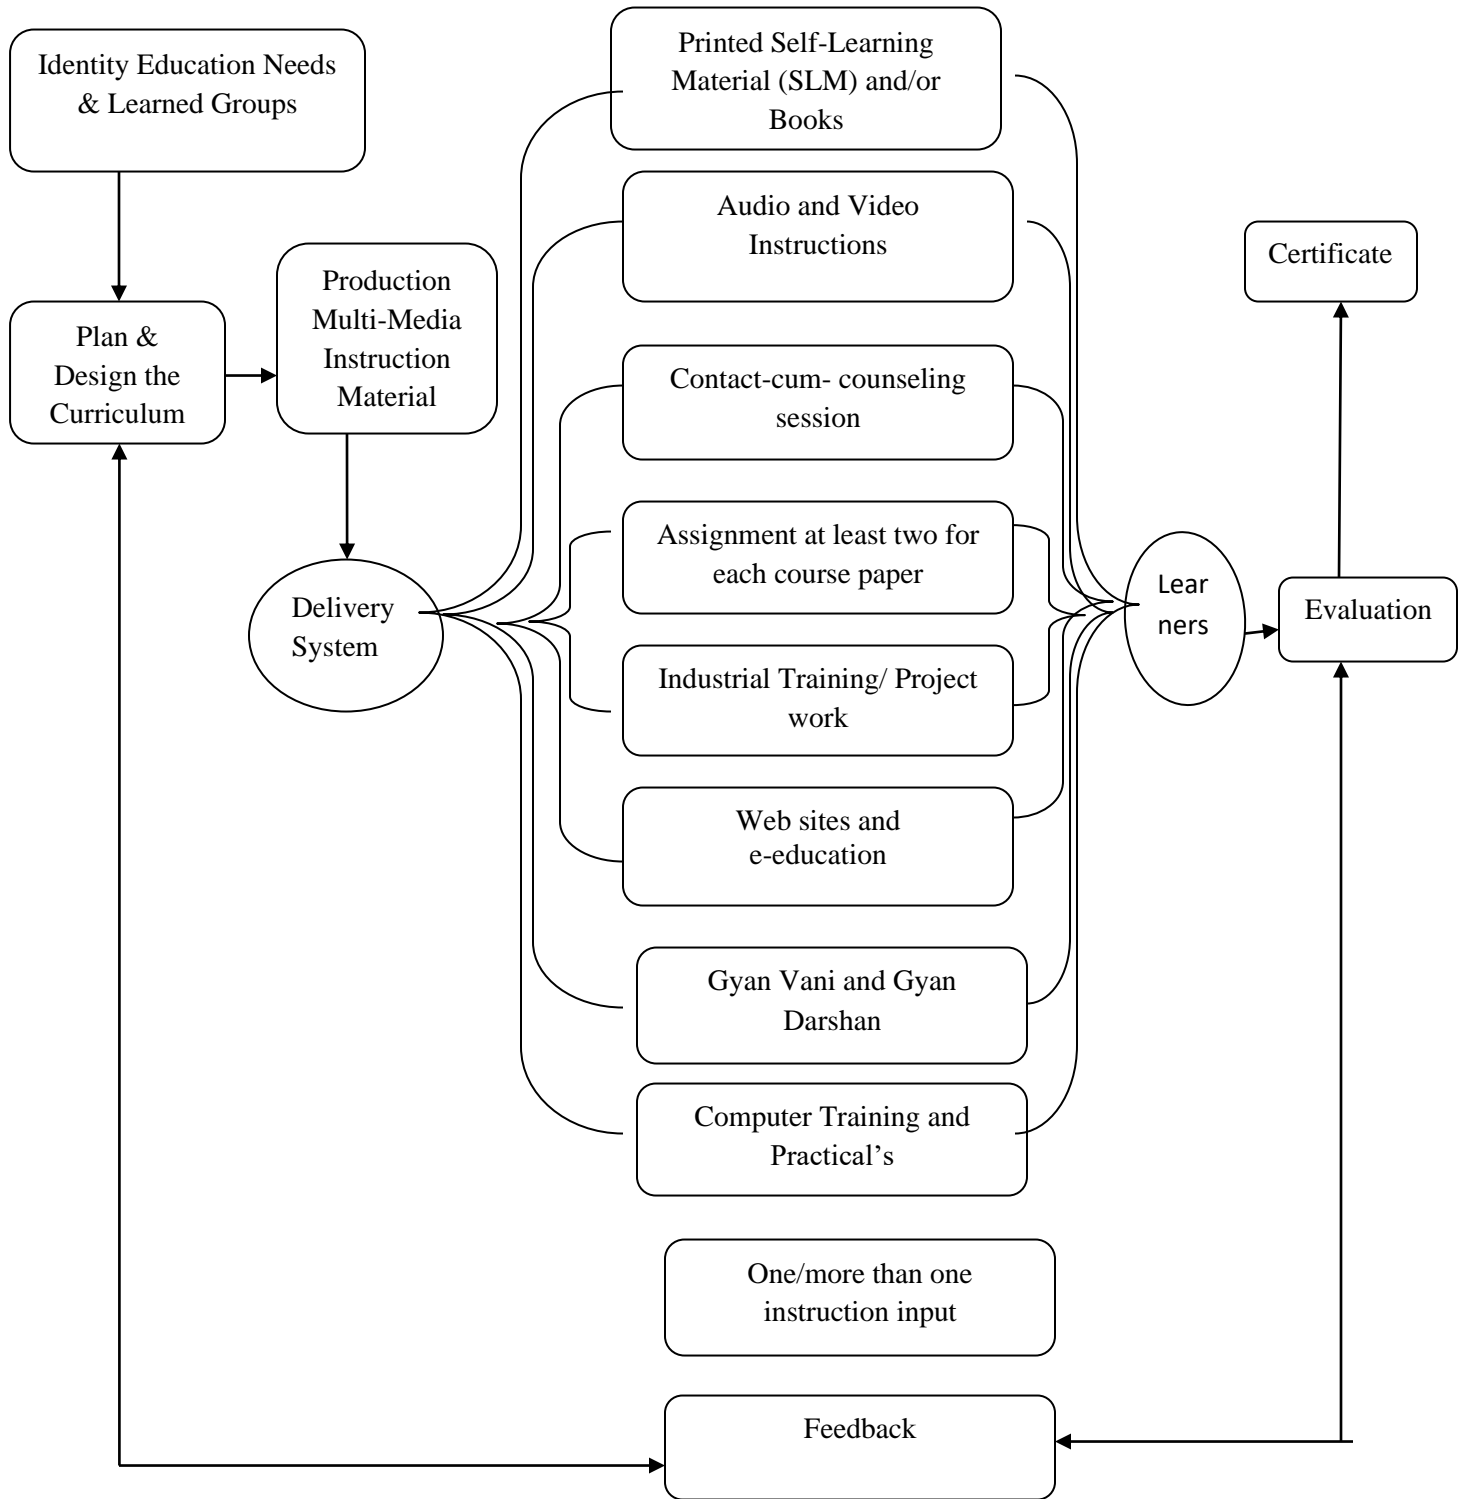 Identity Education Needs
& Learned Groups
Plan &
Design the
Curriculum
Production
Multi-Media
Instruction
Material
Delivery
System
Printed Self-Learning
Material (SLM) and/or
Books
Audio and Video
Instructions
Contact-cum- counseling
session
Assignment at least two for
each course paper
Industrial Training/ Project
work
Web sites and
e-education
Gyan Vani and Gyan
Darshan
Computer Training and
Practical’s
One/more than one
instruction input
Feedback
Lear
ners
Evaluation
Certificate